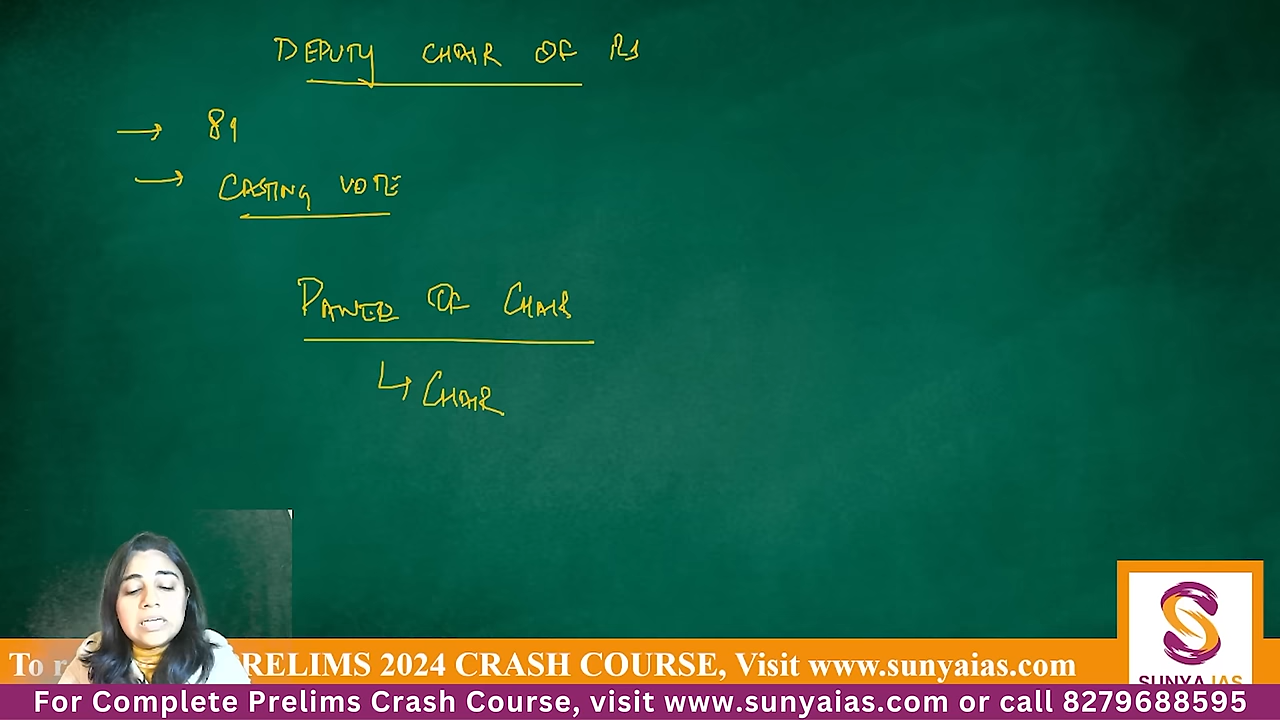 DEPUTY CHAIR OF RS
→ 89
→ CASTING VOTE
PANEL OF CHAIR
↳ CHAIR
To r RELIMS 2024 CRASH COURSE, Visit www.sunyaias.com
SUNYA IAS
For Complete Prelims Crash Course, visit www.sunyaias.com or call 8279688595